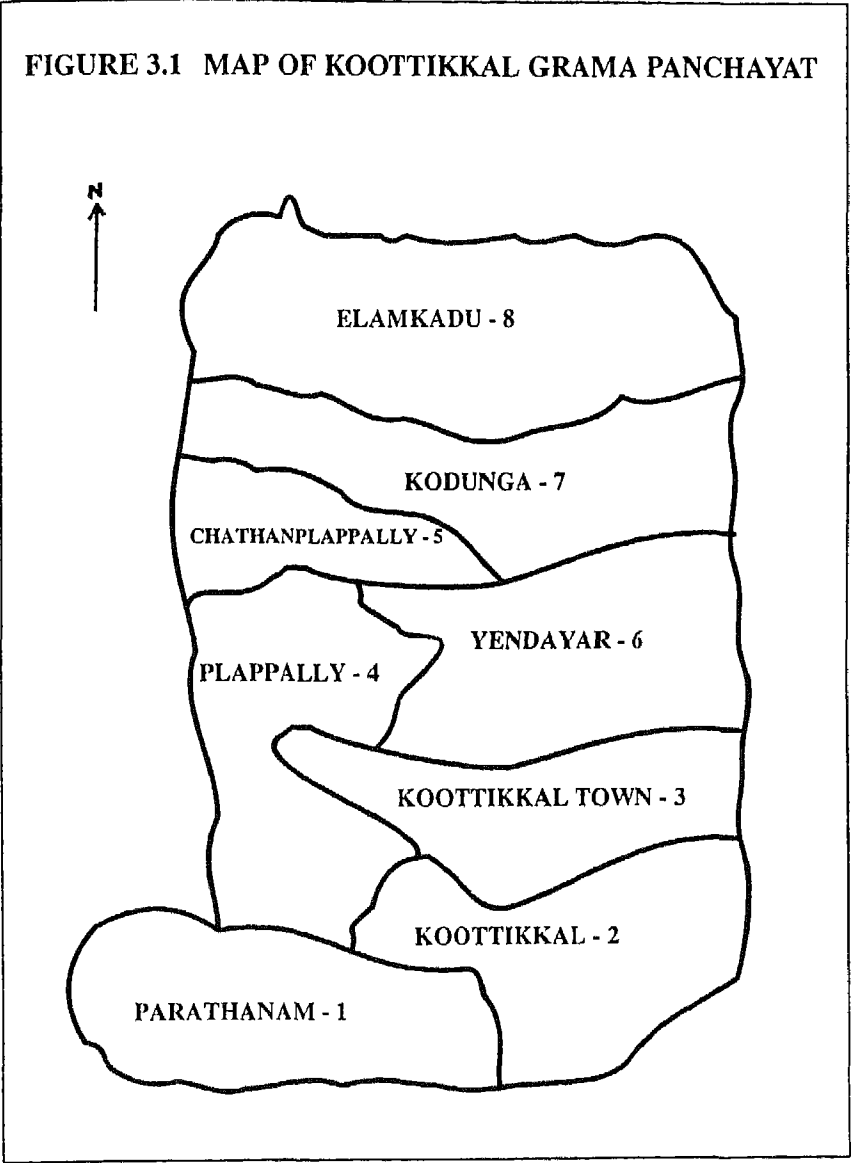 FIGURE 3.1 MAP OF KOOTTIKKAL GRAMA PANCHAYAT
N
ELAMKADU - 8
KODUNGA - 7
CHATHANPLAPPALLY - 5
YENDAYAR - 6
PLAPPALLY - 4
KOOTTIKKAL TOWN - 3
KOOTTIKKAL - 2
PARATHANAM - 1